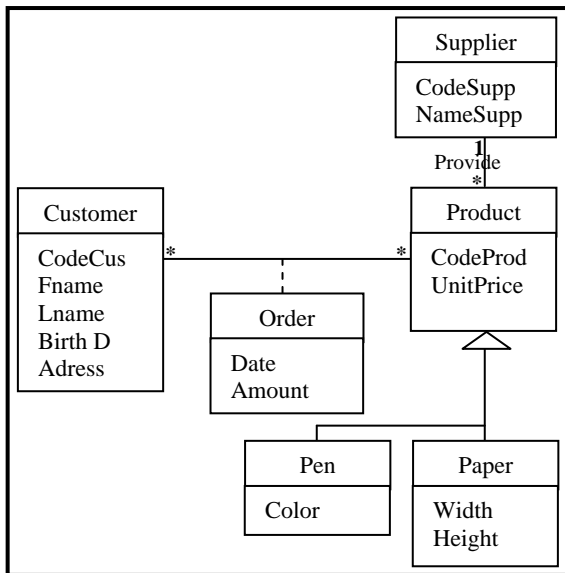 Supplier
CodeSupp
NameSupp
1
Provide
*
Customer
CodeCus
Fname
Lname
Birth D
Adress
*
*
Product
CodeProd
UnitPrice
Order
Date
Amount
Pen
Color
Paper
Width
Height